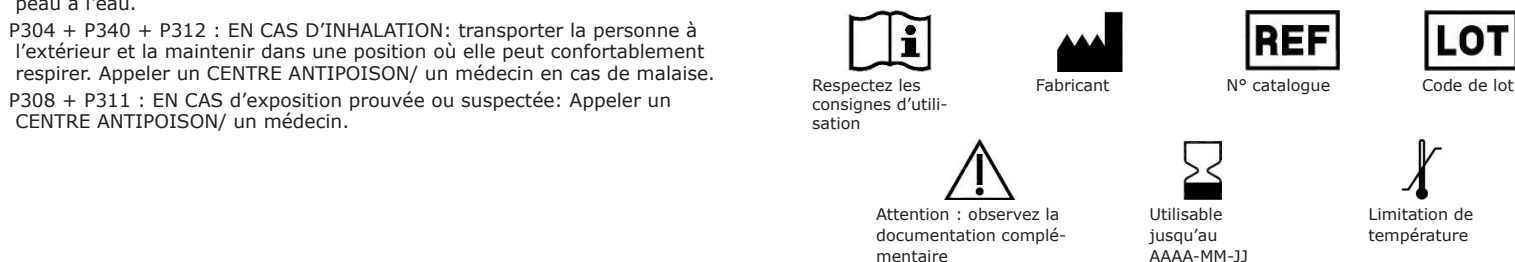 peau à l'eau.
P304 + P340 + P312 : EN CAS D'INHALATION: transporter la personne à
l'extérieur et la maintenir dans une position où elle peut confortablement
respirer. Appeler un CENTRE ANTIPOISON/ un médecin en cas de malaise.
P308 + P311 : EN CAS d'exposition prouvée ou suspectée: Appeler un
CENTRE ANTIPOISON/ un médecin.
i
Respectez les
consignes d'utili-
sation
Fabricant
REF
N° catalogue
LOT
Code de lot
!
Attention : observez la
documentation complé-
mentaire
Utilisable
jusqu'au
AAAA-MM-JJ
Limitation de
température